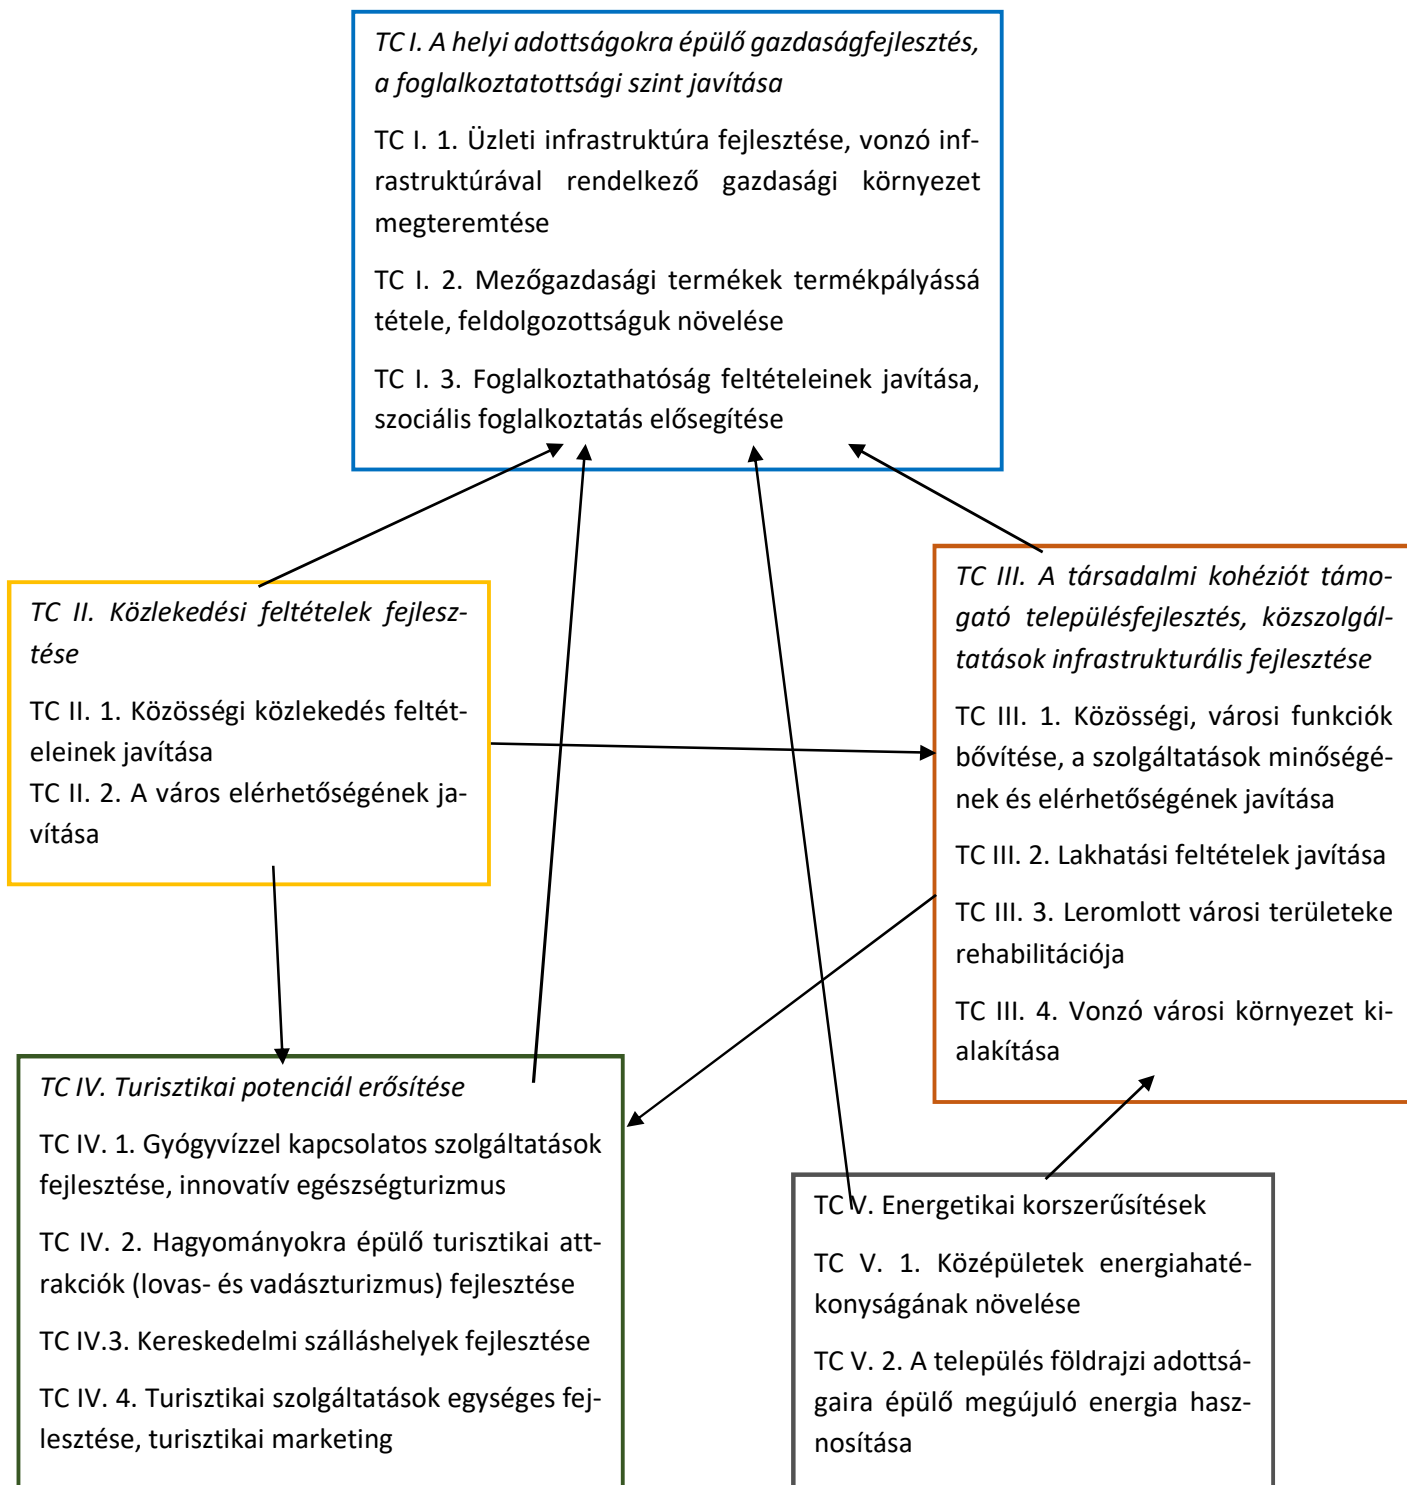 TC I. A helyi adottságokra épülő gazdaságfejlesztés,
a foglalkoztatottsági szint javítása
TC I. 1. Üzleti infrastruktúra fejlesztése, vonzó inf-
rastruktúrával rendelkező gazdasági környezet
megteremtése
TC I. 2. Mezőgazdasági termékek termékpályássá
tétele, feldolgozottságuk növelése
TC I. 3. Foglalkoztathatóság feltételeinek javítása,
szociális foglalkoztatás elősegítése
TC II. Közlekedési feltételek fejlesz-
tése
TC II. 1. Közösségi közlekedés feltét-
eleinek javítása
TC II. 2. A város elérhetőségének ja-
vítása
TC III. A társadalmi kohéziót támo-
gató településfejlesztés, közszolgál-
tatások infrastrukturális fejlesztése
TC III. 1. Közösségi, városi funkciók
bővítése, a szolgáltatások minőségé-
nek és elérhetőségének javítása
TC III. 2. Lakhatási feltételek javítása
TC III. 3. Leromlott városi területeke
rehabilitációja
TC III. 4. Vonzó városi környezet ki-
alakítása
TC IV. Turisztikai potenciál erősítése
TC IV. 1. Gyógyvízzel kapcsolatos szolgáltatások
fejlesztése, innovatív egészségturizmus
TC IV. 2. Hagyományokra épülő turisztikai att-
rakciók (lovas- és vadászturizmus) fejlesztése
TC IV.3. Kereskedelmi szálláshelyek fejlesztése
TC IV. 4. Turisztikai szolgáltatások egységes fej-
lesztése, turisztikai marketing
TC V. Energetikai korszerűsítések
TC V. 1. Középületek energiahaté-
konyságának növelése
TC V. 2. A település földrajzi adottsá-
gaira épülő megújuló energia hasz-
nosítása